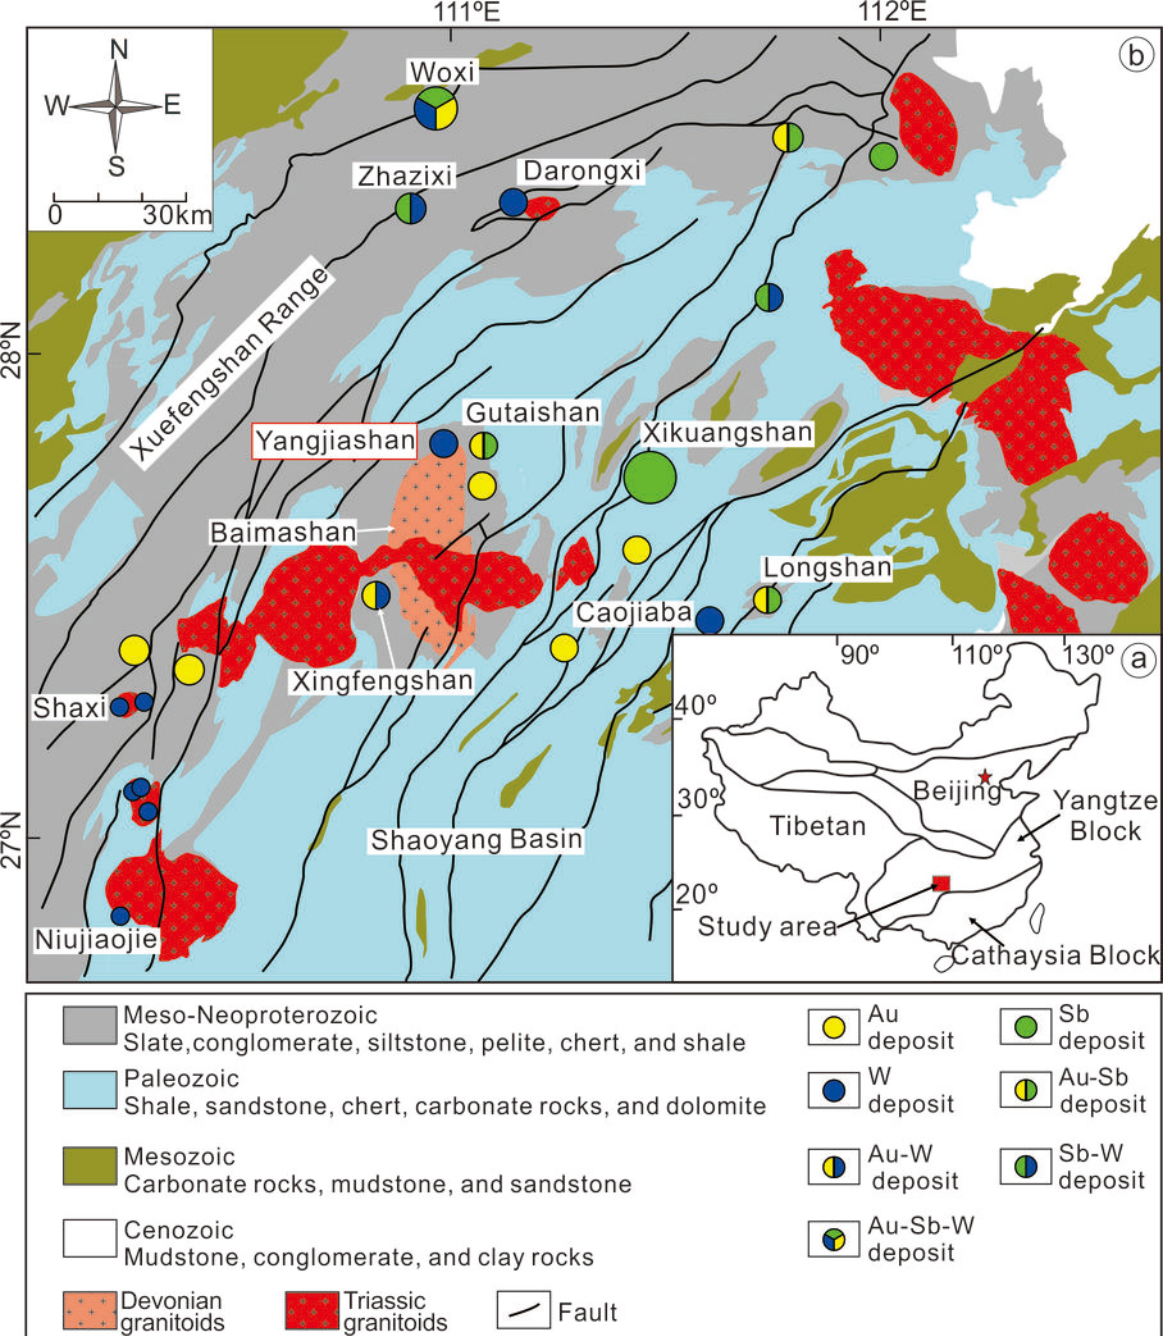 111ºE
112ºE
b
N
W
E
S
0
30km
Woxi
Zhazixi
Darongxi
28ºN
Xuefengshan Range
Gutaishan
Yangjiashan
Xikuangshan
Baimashan
Longshan
Caojiaba
Xingfengshan
Shaxi
27ºN
Shaoyang Basin
Niujiaojie
90º
110º
130º
a
40º
30º
20º
Beijing
Tibetan
Yangtze
Block
Study area
Cathaysia Block
Meso-Neoproterozoic
Slate,conglomerate, siltstone, pelite, chert, and shale
Paleozoic
Shale, sandstone, chert, carbonate rocks, and dolomite
Mesozoic
Carbonate rocks, mudstone, and sandstone
Cenozoic
Mudstone, conglomerate, and clay rocks
Devonian
granitoids
Triassic
granitoids
Fault
Au
deposit
Sb
deposit
W
deposit
Au-Sb
deposit
Au-W
deposit
Sb-W
deposit
Au-Sb-W
deposit